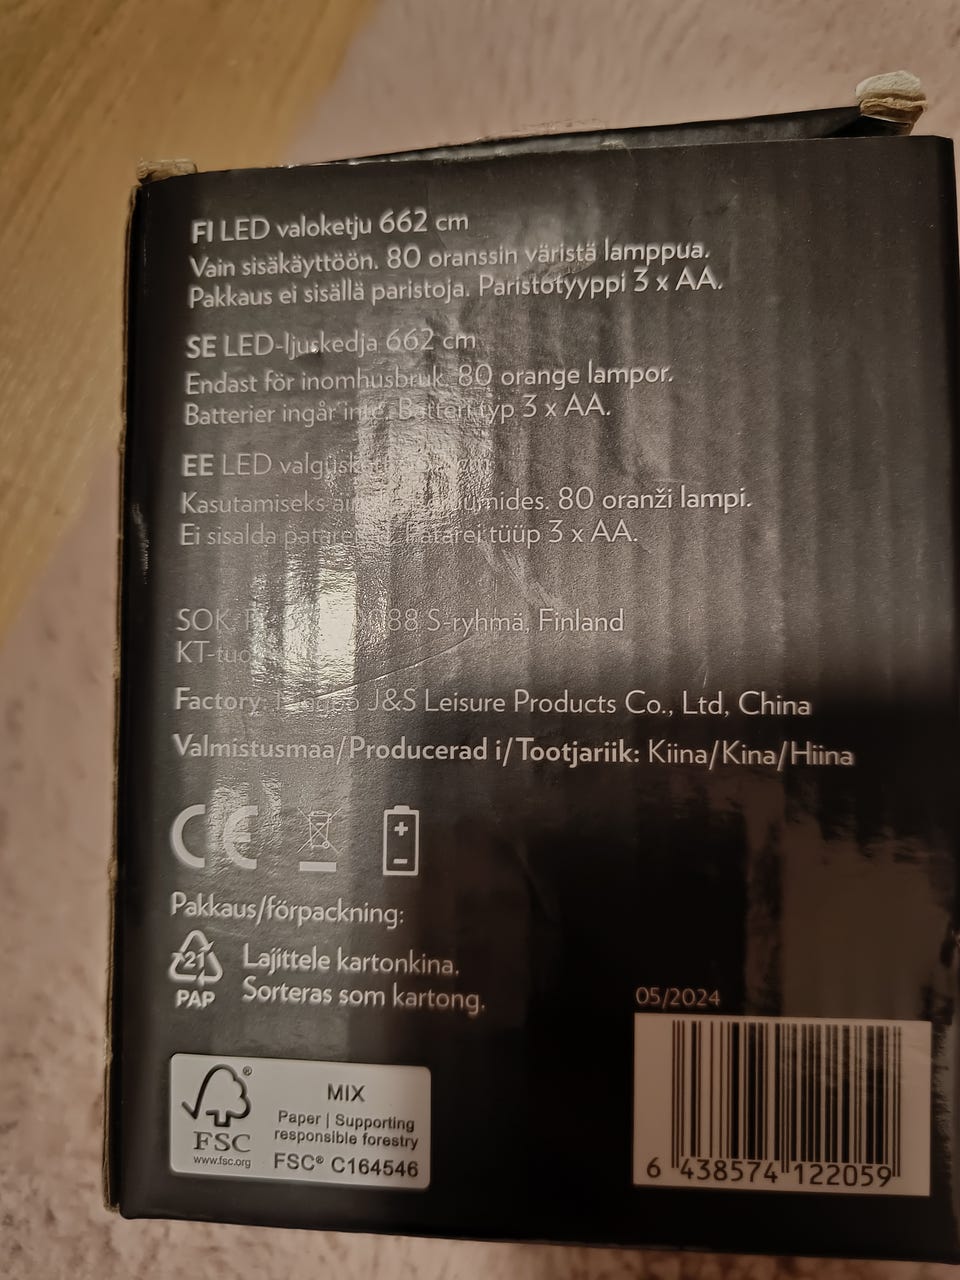 FI LED valoketju 662 cm
Vain sisäkäyttöön. 80 oranssin väristä lamppua.
Pakkaus ei sisällä paristoja. Paristotyyppi 3 x AA.
SE LED-ljuskedja 662 cm
Endast för inomhusbruk. 80 orange lampor.
Batterier ingår inte. Batterityp 3 x AA.
EE LED
Kasutamiseks 80 oranži lampi.
Ei sisalda Patarei tüüp 3 x AA.
SOK, S-ryhmä, Finland
Factory: J&S Leisure Products Co., Ltd, China
Valmistusmaa/Producerad i/Tootjariik: Kiina/Kina/Hiina
CE
Pakkaus/förpackning:
21
PAP
Lajittele kartonkina.
Sorteras som kartong.
05/2024
6 438574 122059
FSC®
www.fsc.org
MIX
Paper | Supporting
responsible forestry
FSC® C164546